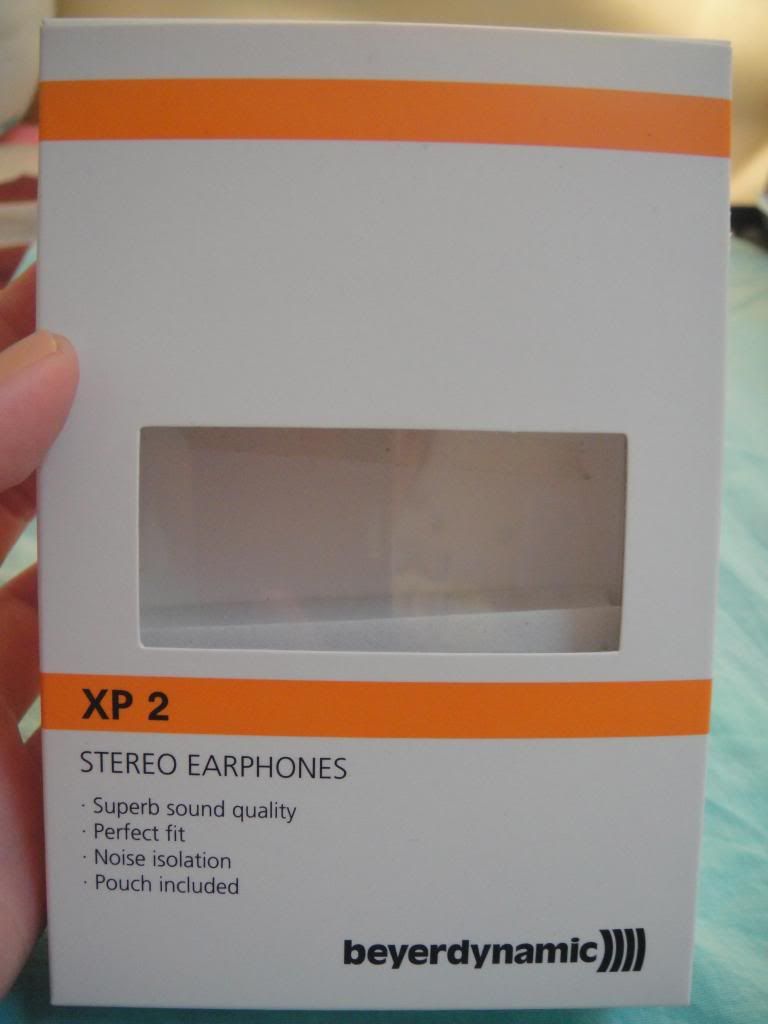 XP 2
STEREO EARPHONES
· Superb sound quality
· Perfect fit
· Noise isolation
· Pouch included
beyerdynamic))))